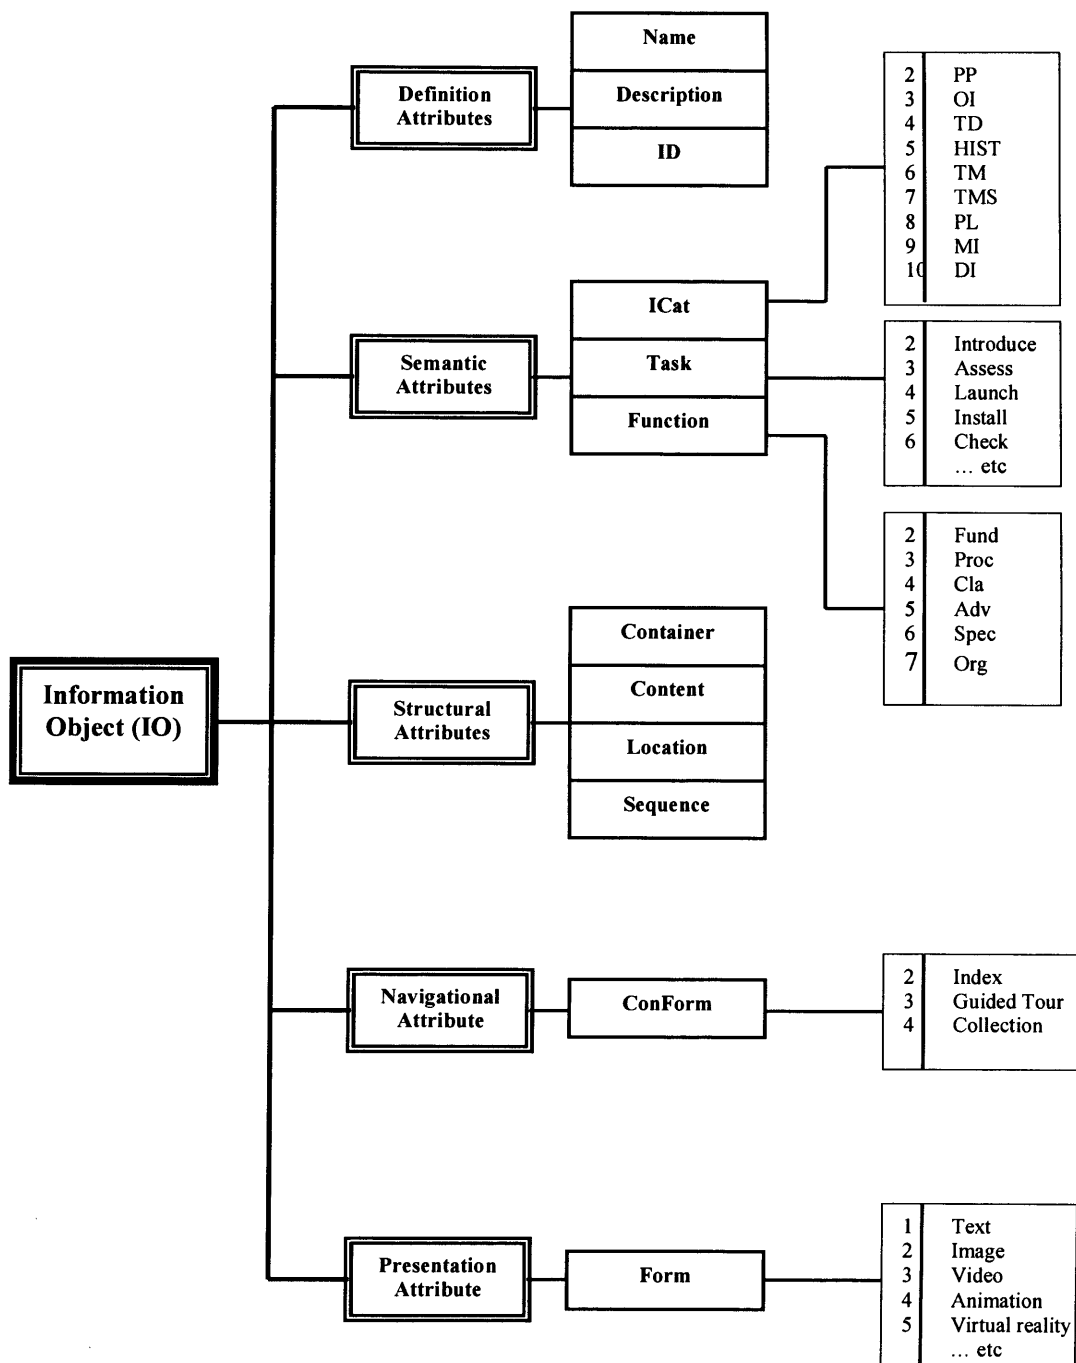 Name
Definition
Attributes
Description
ID
2 PP
3 OI
4 TD
5 HIST
6 TM
7 TMS
8 PL
9 MI
10 DI
Semantic
Attributes
ICat
Task
Function
2 Introduce
3 Assess
4 Launch
5 Install
6 Check
... etc
2 Fund
3 Proc
4 Cla
5 Adv
6 Spec
7 Org
Information
Object (IO)
Structural
Attributes
Container
Content
Location
Sequence
Navigational
Attribute
ConForm
2 Index
3 Guided Tour
4 Collection
Presentation
Attribute
Form
1 Text
2 Image
3 Video
4 Animation
5 Virtual reality
... etc